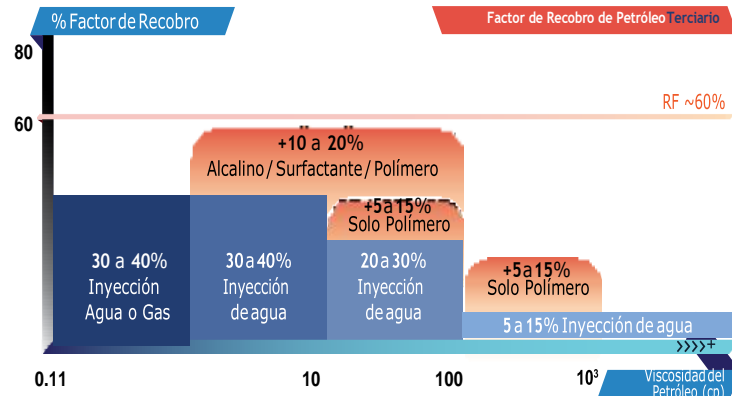 % Factor de Recobro
Factor de Recobro de Petróleo Terciario
80
RF ~60%
60
+10 a 20%
Alcalino / Surfactante / Polímero
+5 a 15%
Solo Polímero
30 a 40%
Inyección
Agua o Gas
30 a 40%
Inyección
de agua
20 a 30%
Inyección
de agua
+5 a 15%
Solo Polímero
5 a 15% Inyección de agua
>>>>+
0.11
10
100
10³
Viscosidad del
Petróleo (cp)